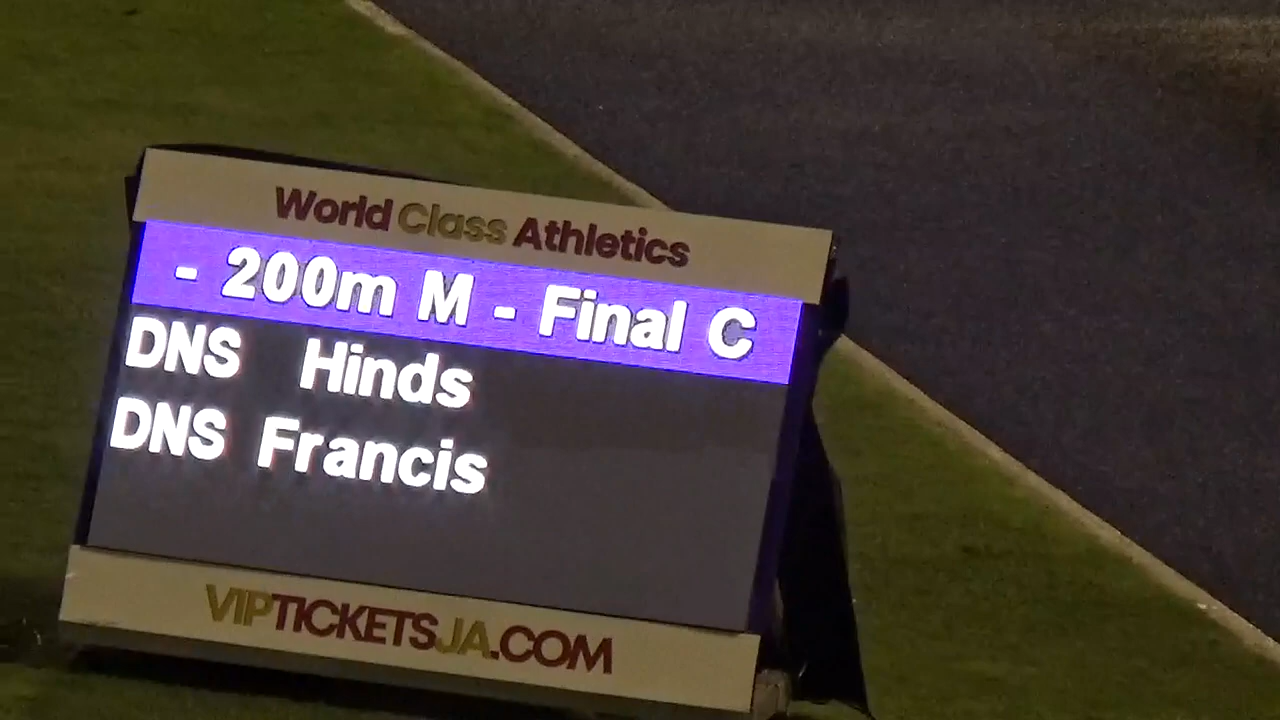 World Class Athletics
- 200m M - Final C
DNS Hinds
DNS Francis
VIPTICKETSJA.COM